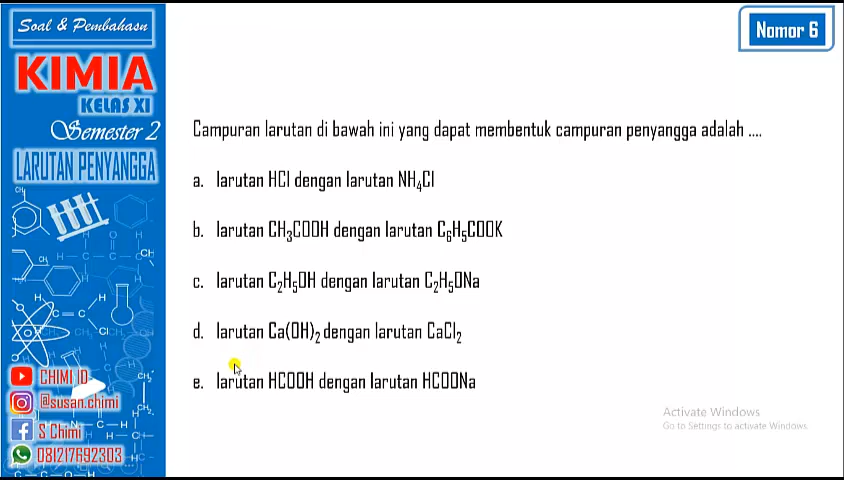 Soal & Pembahasn
KIMIA
KELAS XI
Semester 2
LARUTAN PENYANGGA
Nomor 6
Campuran larutan di bawah ini yang dapat membentuk campuran penyangga adalah ....
a. larutan HCl dengan larutan NH₄Cl
b. larutan CH₃COOH dengan larutan C₆H₅COOK
c. larutan C₂H₅OH dengan larutan C₂H₅ONa
d. larutan Ca(OH)₂ dengan larutan CaCl₂
e. larutan HCOOH dengan larutan HCOONa
CHIMI ID
@susan.chimi
S Chimi
081217692303
Activate Windows
Go to Settings to activate Windows.